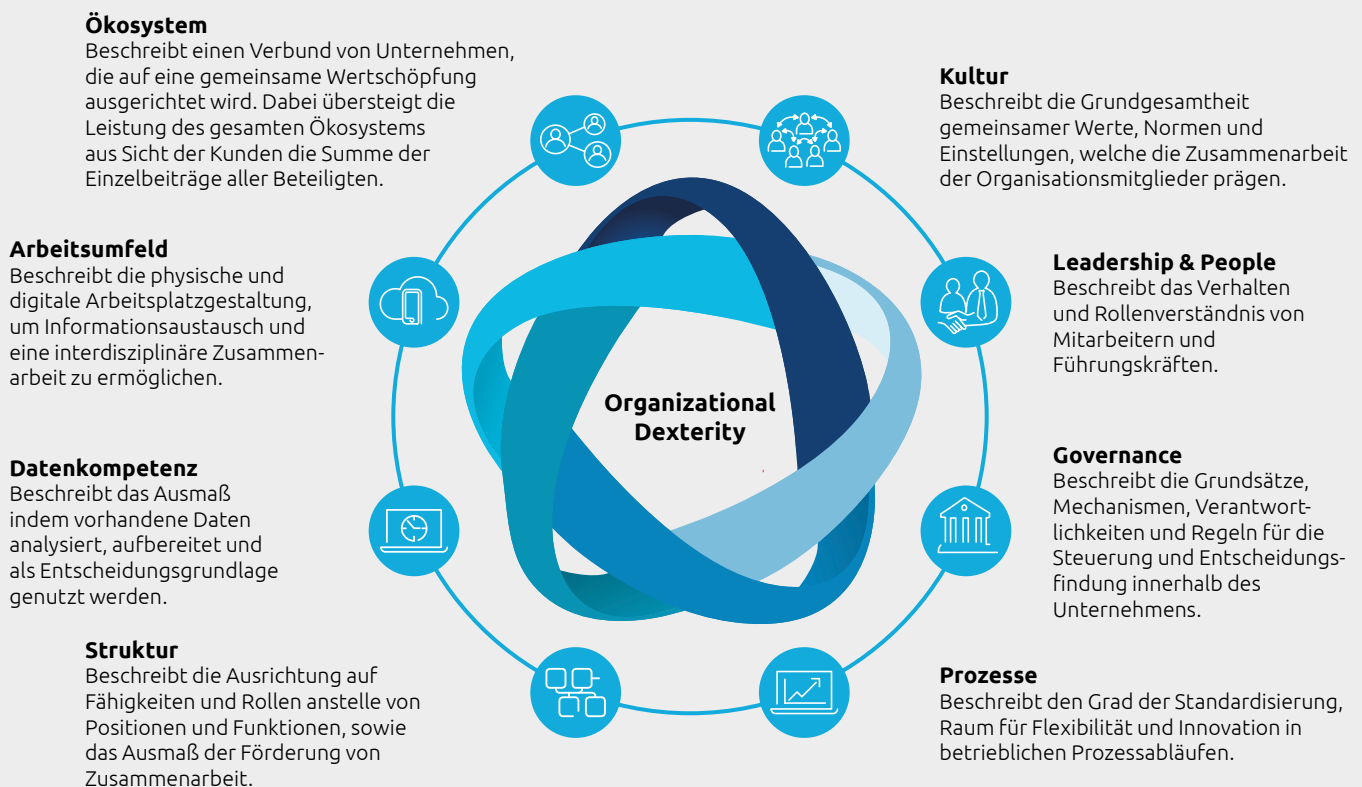 Ökosystem
Beschreibt einen Verbund von Unternehmen,
die auf eine gemeinsame Wertschöpfung
ausgerichtet wird. Dabei übersteigt die
Leistung des gesamten Ökosystems
aus Sicht der Kunden die Summe der
Einzelbeiträge aller Beteiligten.
Kultur
Beschreibt die Grundgesamtheit
gemeinsamer Werte, Normen und
Einstellungen, welche die Zusammenarbeit
der Organisationsmitglieder prägen.
Arbeitsumfeld
Beschreibt die physische und
digitale Arbeitsplatzgestaltung,
um Informationsaustausch und
eine interdisziplinäre Zusammen-
arbeit zu ermöglichen.
Leadership & People
Beschreibt das Verhalten
und Rollenverständnis von
Mitarbeitern und
Führungskräften.
Organizational
Dexterity
Datenkompetenz
Beschreibt das Ausmaß
indem vorhandene Daten
analysiert, aufbereitet und
als Entscheidungsgrundlage
genutzt werden.
Governance
Beschreibt die Grundsätze,
Mechanismen, Verantwort-
lichkeiten und Regeln für die
Steuerung und Entscheidungs-
findung innerhalb des
Unternehmens.
Struktur
Beschreibt die Ausrichtung auf
Fähigkeiten und Rollen anstelle von
Positionen und Funktionen, sowie
das Ausmaß der Förderung von
Zusammenarbeit.
Prozesse
Beschreibt den Grad der Standardisierung,
Raum für Flexibilität und Innovation in
betrieblichen Prozessabläufen.